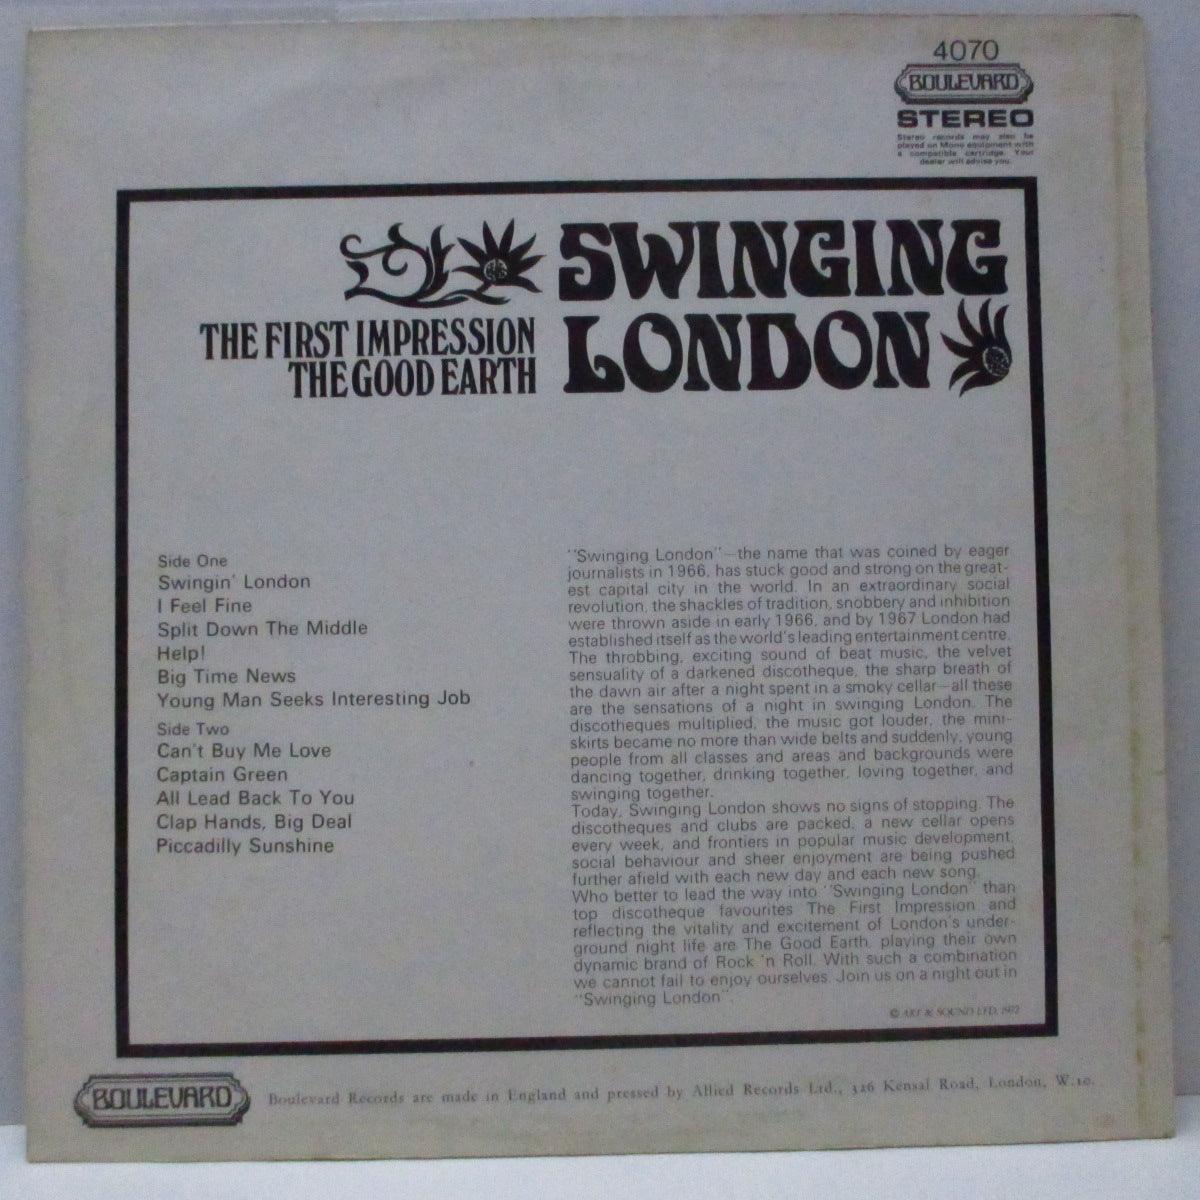 4070
BOULEVARD
STEREO
Stereo records may also be
played on Mono equipment with
a compatible cartridge. Your
dealer will advise you.
SWINGING
LONDON
THE FIRST IMPRESSION
THE GOOD EARTH
Side One
Swingin' London
I Feel Fine
Split Down The Middle
Help!
Big Time News
Young Man Seeks Interesting Job
Side Two
Can't Buy Me Love
Captain Green
All Lead Back To You
Clap Hands, Big Deal
Piccadilly Sunshine
"Swinging London"—the name that was coined by eager
journalists in 1966, has stuck good and strong on the great-
est capital city in the world. In an extraordinary social
revolution, the shackles of tradition, snobbery and inhibition
were thrown aside in early 1966, and by 1967 London had
established itself as the world's leading entertainment centre.
The throbbing, exciting sound of beat music, the velvet
sensuality of a darkened discotheque, the sharp breath of
the dawn air after a night spent in a smoky cellar—all these
are the sensations of a night in swinging London. The
discotheques multiplied, the music got louder, the mini-
skirts became no more than wide belts and suddenly, young
people from all classes and areas and backgrounds were
dancing together, drinking together, loving together, and
swinging together.
Today, Swinging London shows no signs of stopping. The
discotheques and clubs are packed, a new cellar opens
every week, and frontiers in popular music development,
social behaviour and sheer enjoyment are being pushed
further afield with each new day and each new song.
Who better to lead the way into "Swinging London" than
top discotheque favourites The First Impression and
reflecting the vitality and excitement of London's under-
ground night life are The Good Earth, playing their own
dynamic brand of Rock 'n Roll. With such a combination
we cannot fail to enjoy ourselves. Join us on a night out in
"Swinging London".
© ART & SOUND LTD. 1972
BOULEVARD
Boulevard Records are made in England and pressed by Allied Records Ltd., 326 Kensal Road, London, W.10.